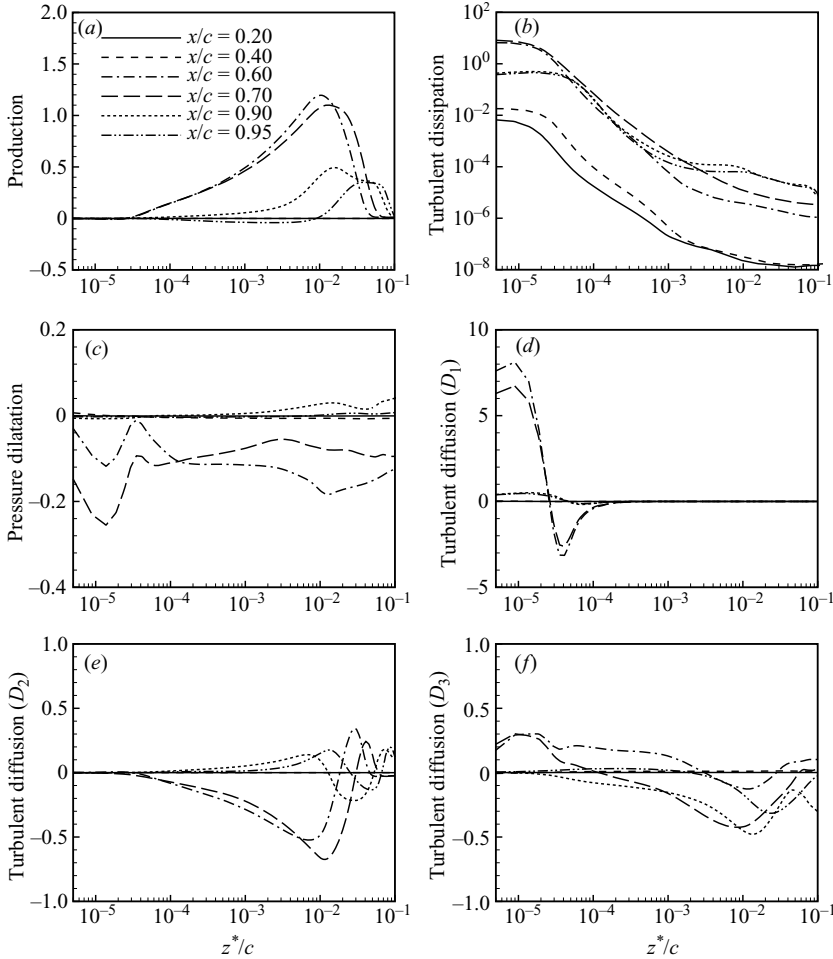 (a)
x/c = 0.20
x/c = 0.40
x/c = 0.60
x/c = 0.70
x/c = 0.90
x/c = 0.95
Production
2.0
1.5
1.0
0.5
0
–0.5
10⁻⁵ 10⁻⁴ 10⁻³ 10⁻² 10⁻¹
(b)
Turbulent dissipation
10²
10⁰
10⁻²
10⁻⁴
10⁻⁶
10⁻⁸
10⁻⁵ 10⁻⁴ 10⁻³ 10⁻² 10⁻¹
(c)
Pressure dilatation
0.2
0
–0.2
–0.4
10⁻⁵ 10⁻⁴ 10⁻³ 10⁻² 10⁻¹
(d)
Turbulent diffusion (D₁)
10
5
0
–5
10⁻⁵ 10⁻⁴ 10⁻³ 10⁻² 10⁻¹
(e)
Turbulent diffusion (D₂)
1.0
0.5
0
–0.5
–1.0
10⁻⁵ 10⁻⁴ 10⁻³ 10⁻² 10⁻¹
z*/c
(f)
Turbulent diffusion (D₃)
1.0
0.5
0
–0.5
–1.0
10⁻⁵ 10⁻⁴ 10⁻³ 10⁻² 10⁻¹
z*/c